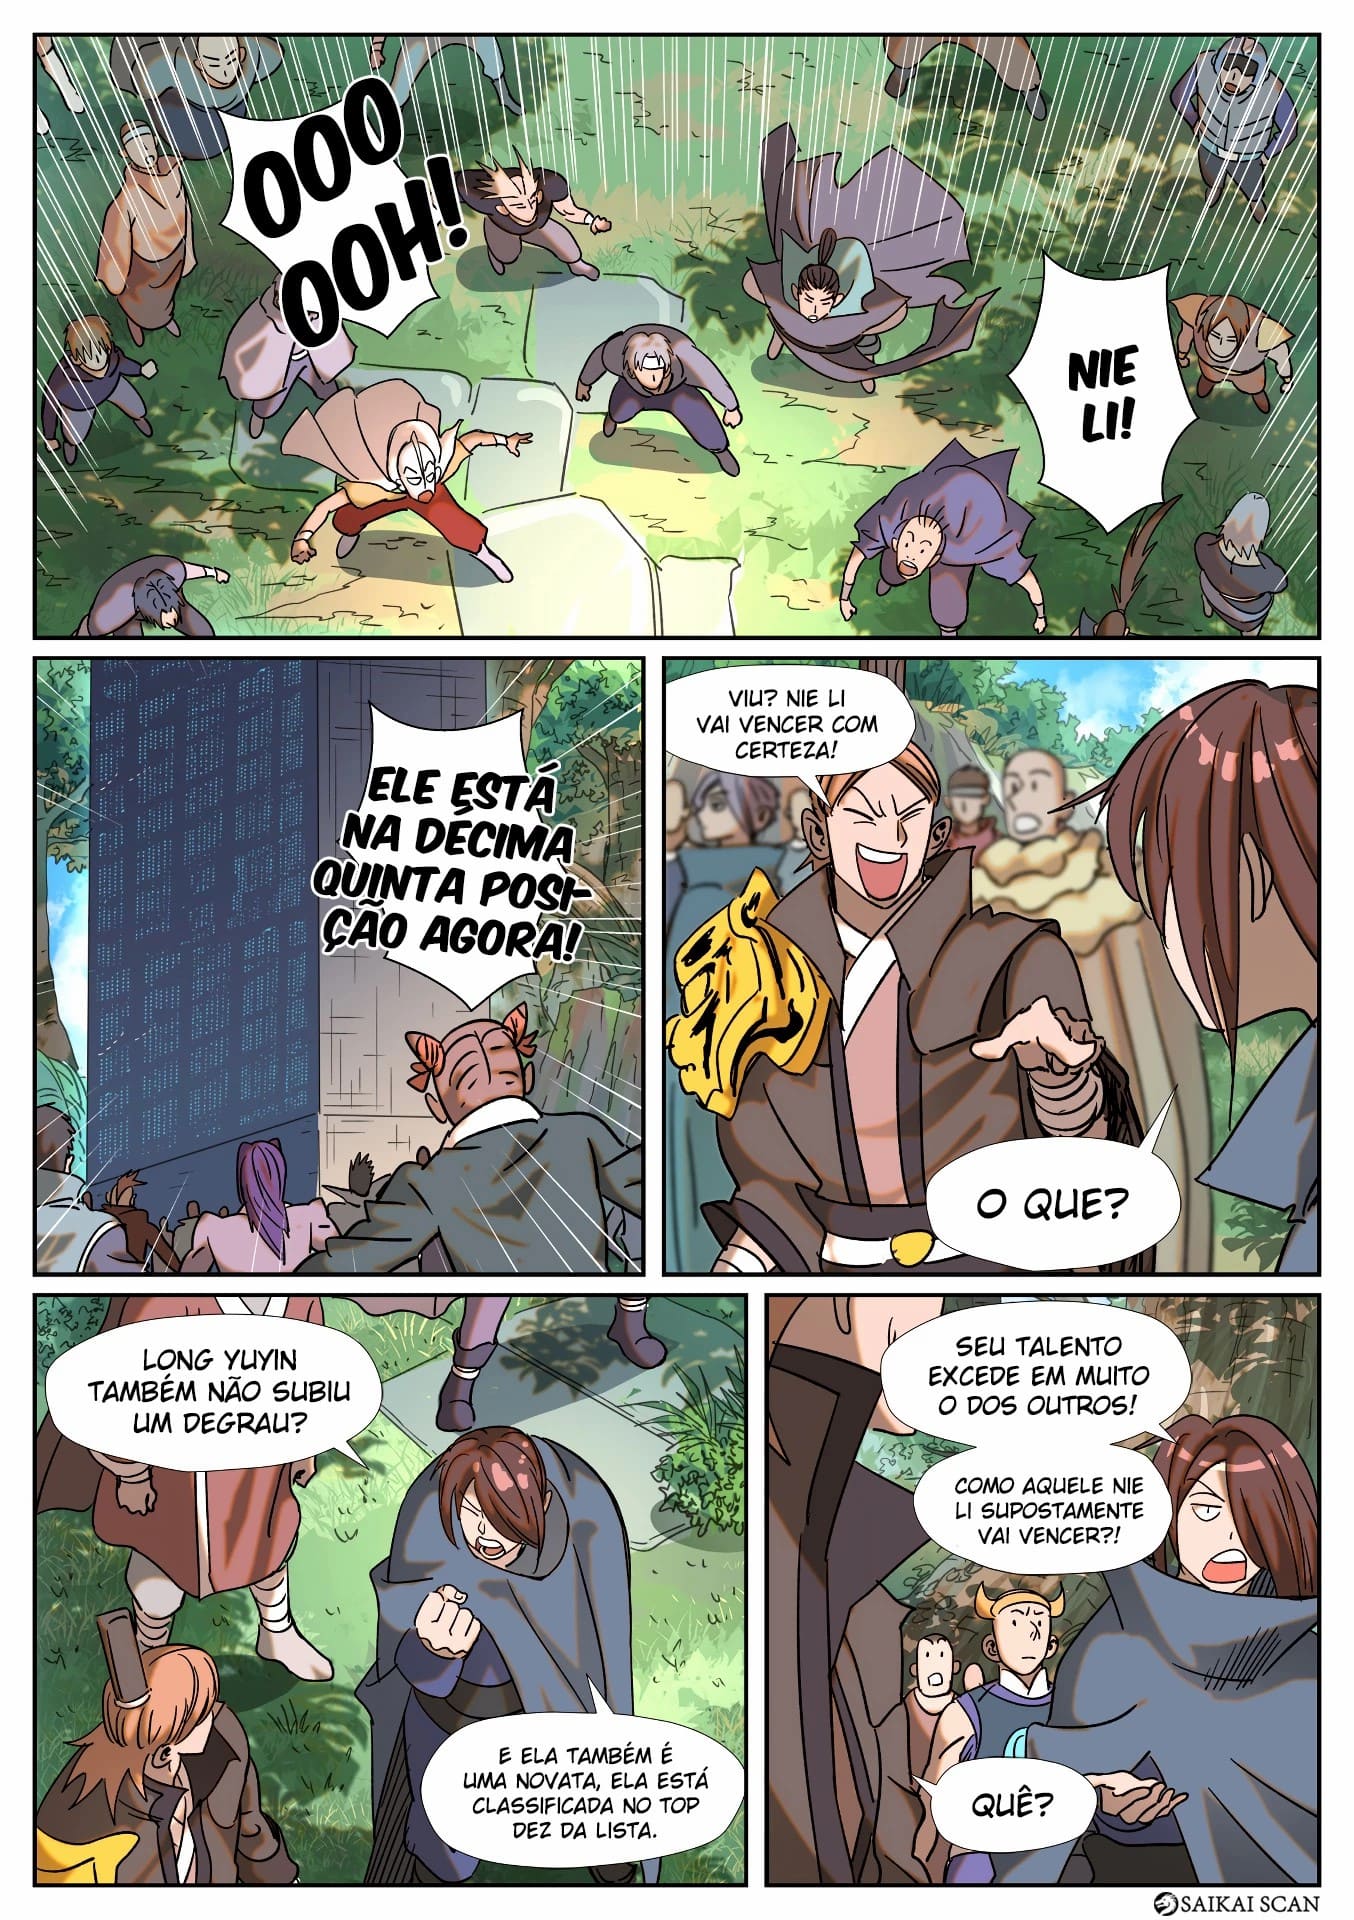 OOO
OOH!
NIE
LI!
ELE ESTÁ
NA DÉCIMA
QUINTA POSI-
ÇÃO AGORA!
VIU? NIE LI
VAI VENCER COM
CERTEZA!
O QUE?
LONG YUYIN
TAMBÉM NÃO SUBIU
UM DEGRAU?
E ELA TAMBÉM É
UMA NOVATA, ELA ESTÁ
CLASSIFICADA NO TOP
DEZ DA LISTA.
SEU TALENTO
EXCEDE EM MUITO
O DOS OUTROS!
COMO AQUELE NIE
LI SUPOSTAMENTE
VAI VENCER?!
QUÊ?
SAIKAI SCAN